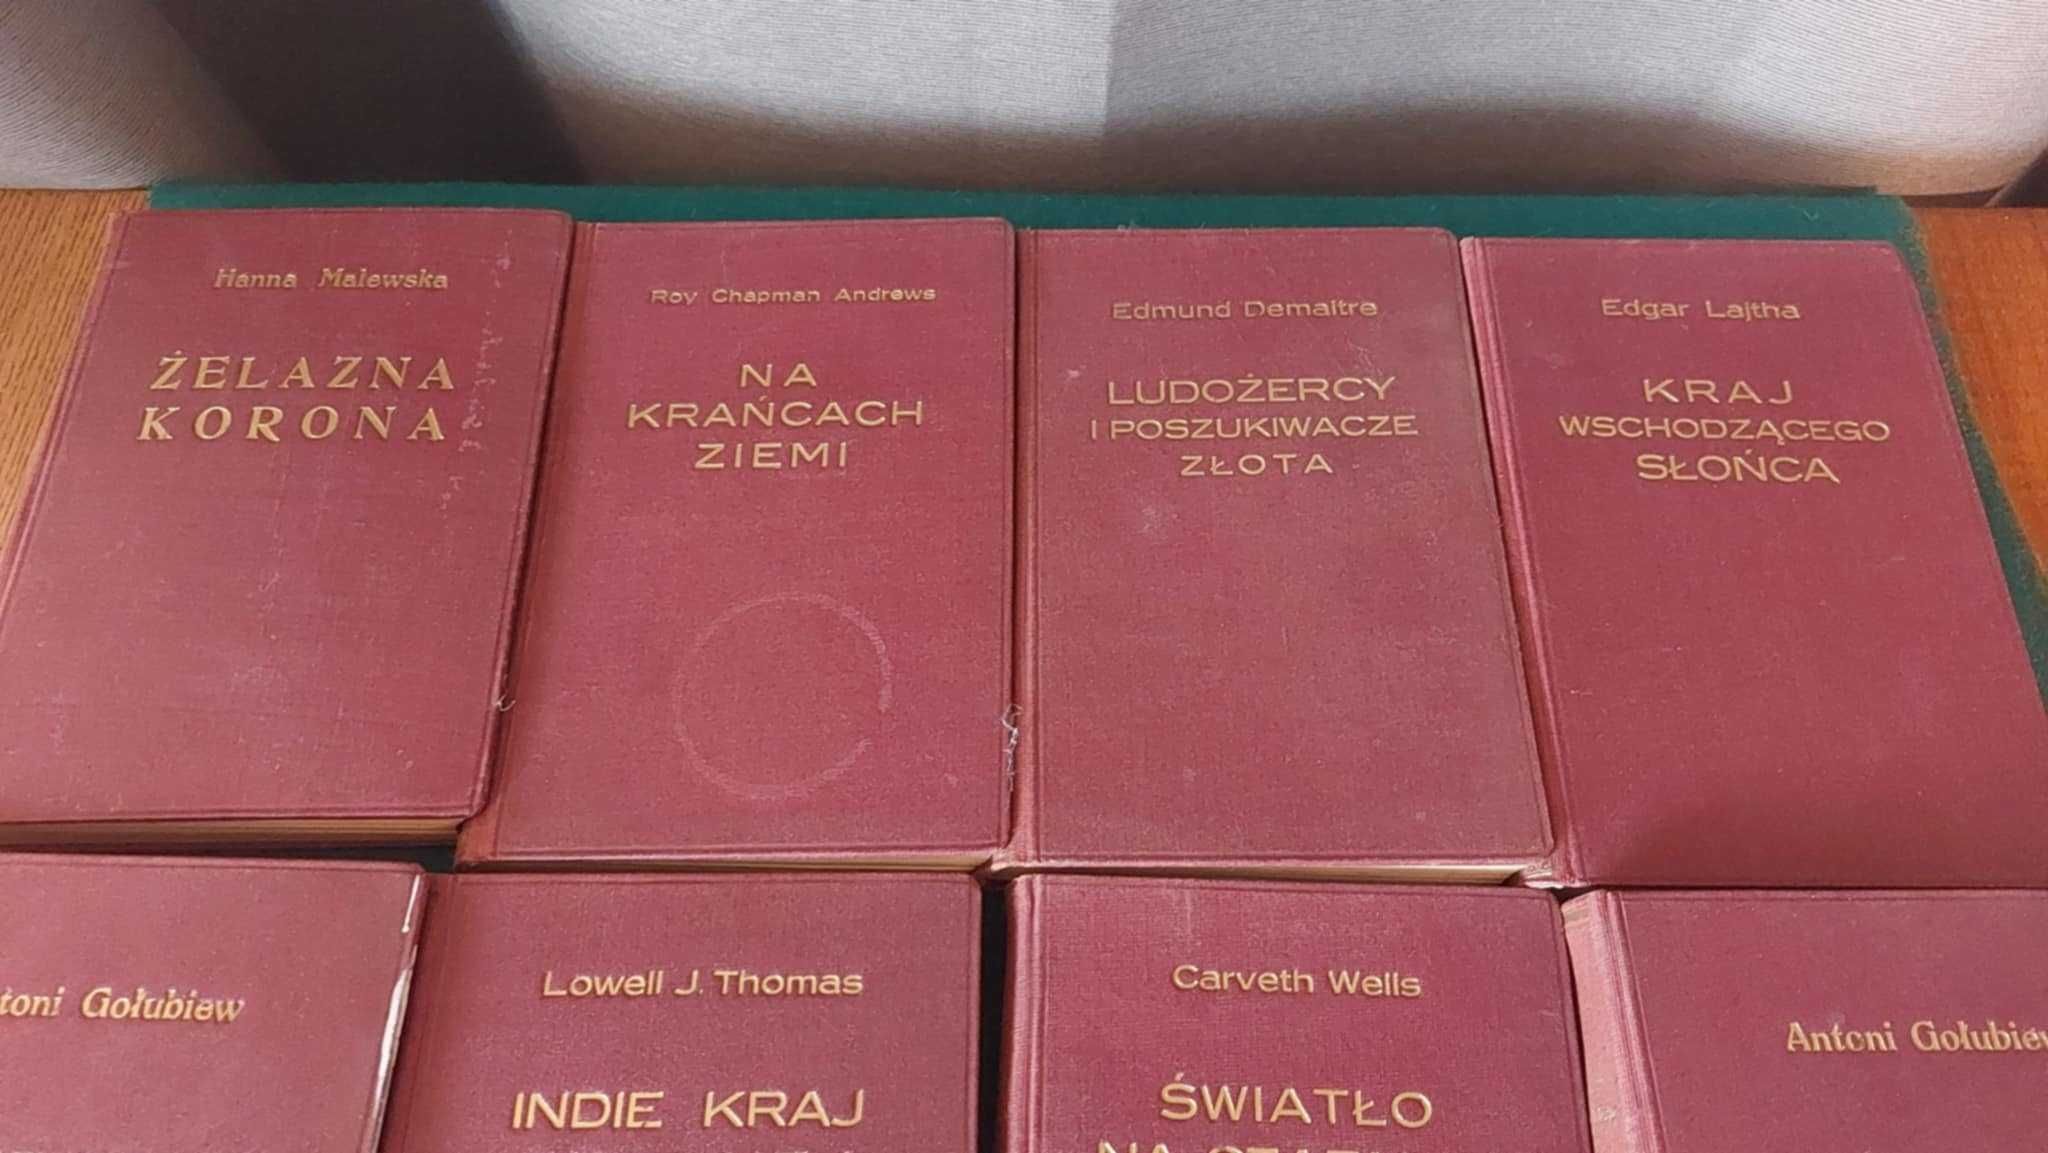 Hanna Malewska
ŻELAZNA
KORONA
Roy Chapman Andrews
NA
KRAŃCACH
ZIEMI
Edmund Demaitre
LUDOŻERCY
I POSZUKIWACZE
ZŁOTA
Edgar Lajtha
KRAJ
WSCHODZĄCEGO
SŁOŃCA
toni Gołubiew
Lowell J. Thomas
INDIE KRAJ
Carveth Wells
ŚWIATŁO
NA
Antoni Gołubiew